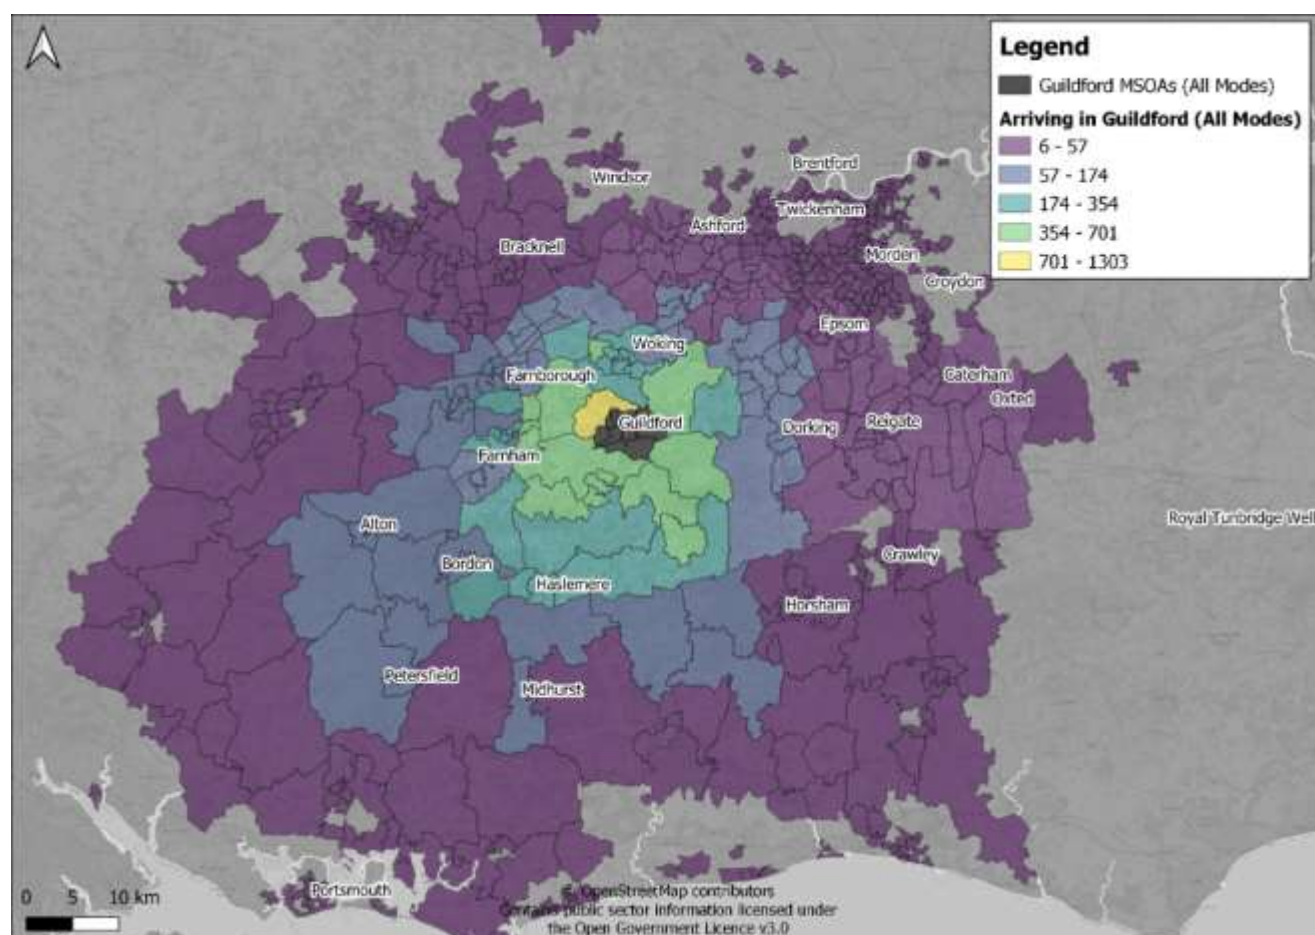 Legend
Guildford MSOAs (All Modes)
Arriving in Guildford (All Modes)
6 - 57
57 - 174
174 - 354
354 - 701
701 - 1303
Brentford
Windsor
Twickenham
Ashford
Bracknell
Morden
Croydon
Epsom
Woking
Farnborough
Caterham
Oxted
Guildford
Dorking
Reigate
Farnham
Royal Tunbridge Well
Alton
Crawley
Bordon
Haslemere
Horsham
Petersfield
Midhurst
Portsmouth
0 5 10 km
© OpenStreetMap contributors
Contains public sector information licensed under
the Open Government Licence v3.0